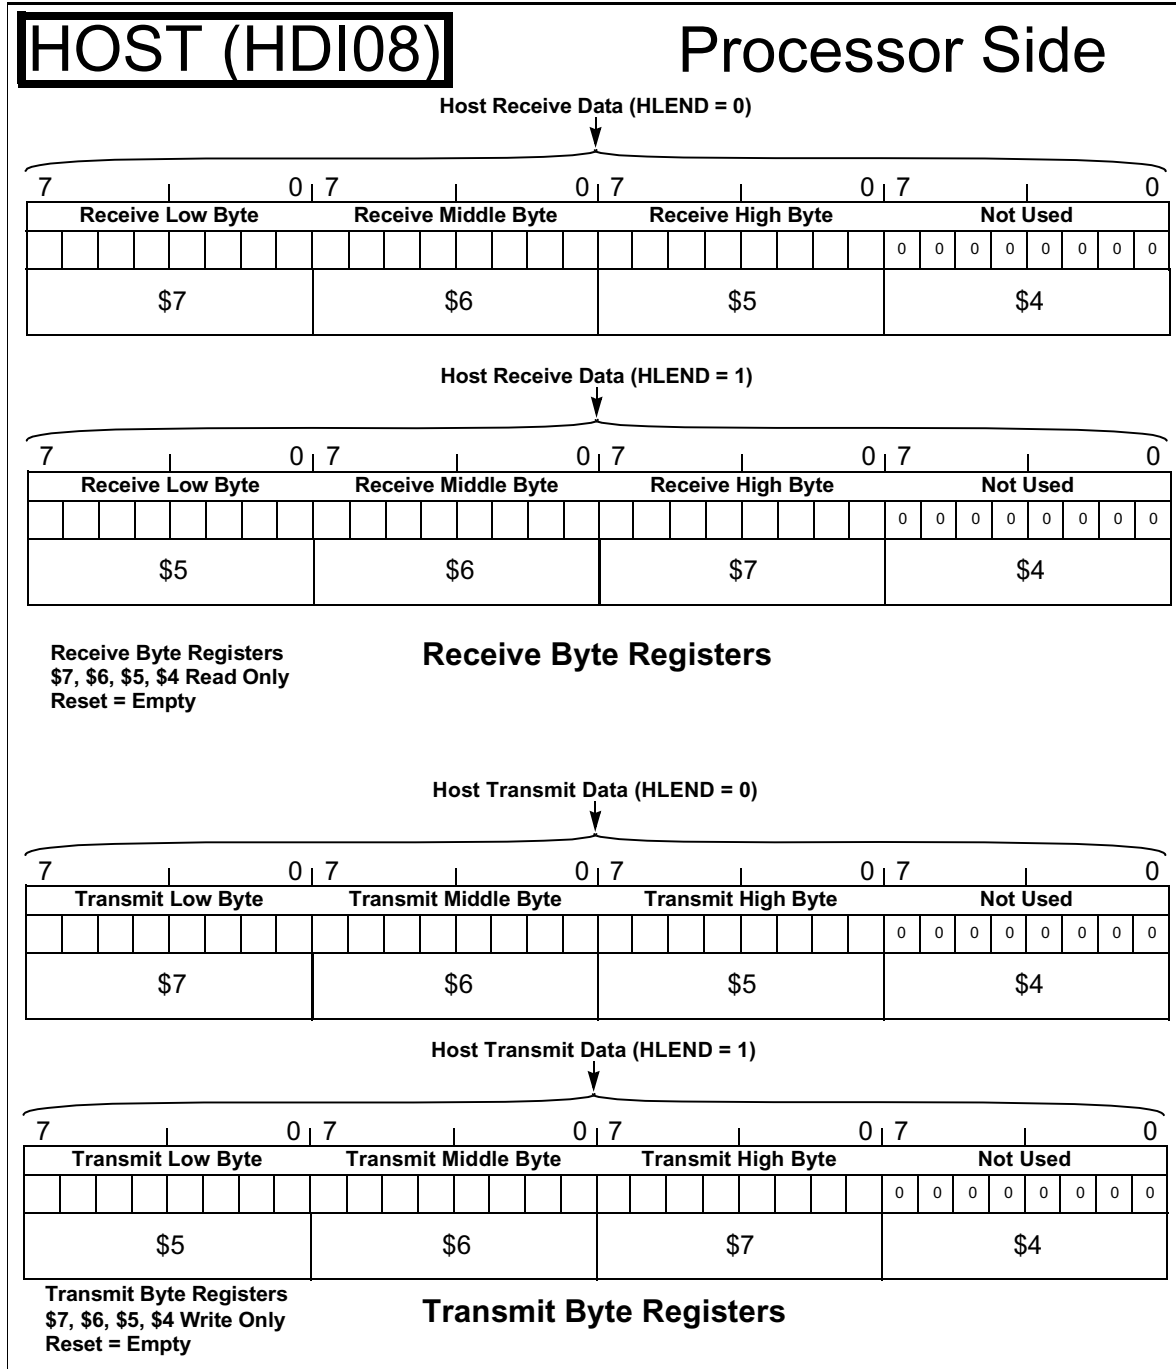 HOST (HDI08) Processor Side
Host Receive Data (HLEND = 0)
7 0 7 0 7 0 7 0
Receive Low Byte Receive Middle Byte Receive High Byte Not Used
0 0 0 0 0 0 0 0
$7 $6 $5 $4
Host Receive Data (HLEND = 1)
7 0 7 0 7 0 7 0
Receive Low Byte Receive Middle Byte Receive High Byte Not Used
0 0 0 0 0 0 0 0
$5 $6 $7 $4
Receive Byte Registers
$7, $6, $5, $4 Read Only
Reset = Empty
Receive Byte Registers
Host Transmit Data (HLEND = 0)
7 0 7 0 7 0 7 0
Transmit Low Byte Transmit Middle Byte Transmit High Byte Not Used
0 0 0 0 0 0 0 0
$7 $6 $5 $4
Host Transmit Data (HLEND = 1)
7 0 7 0 7 0 7 0
Transmit Low Byte Transmit Middle Byte Transmit High Byte Not Used
0 0 0 0 0 0 0 0
$5 $6 $7 $4
Transmit Byte Registers
$7, $6, $5, $4 Write Only
Reset = Empty
Transmit Byte Registers